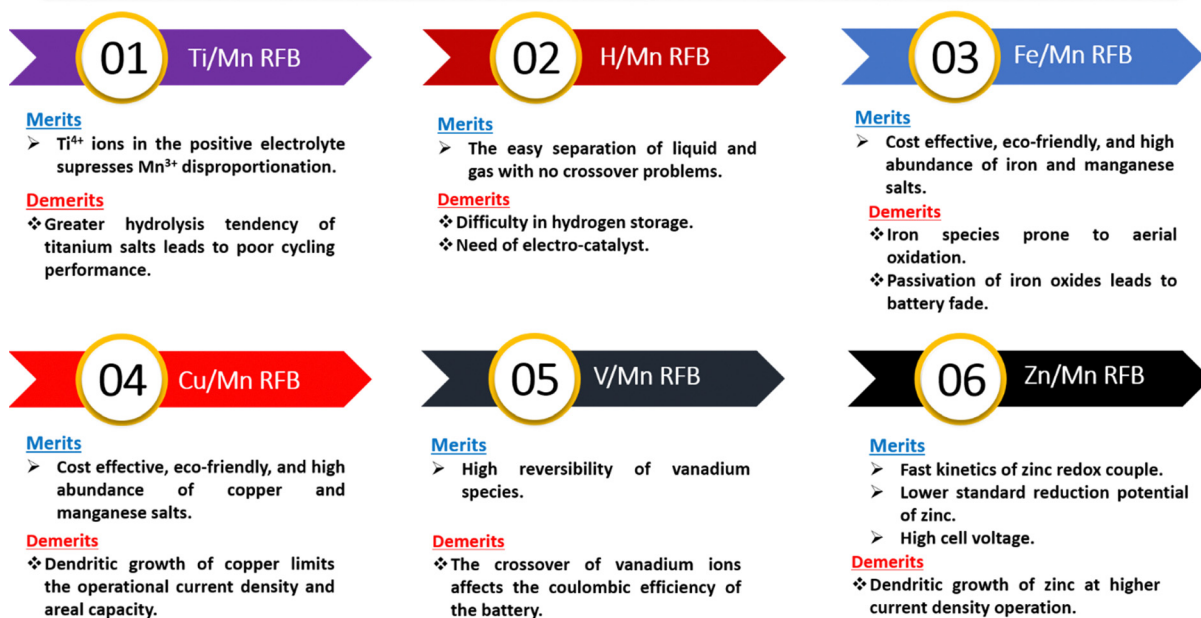 01
Ti/Mn RFB
Merits
➢ Ti⁴⁺ ions in the positive electrolyte
supresses Mn³⁺ disproportionation.
Demerits
❖Greater hydrolysis tendency of
titanium salts leads to poor cycling
performance.
02
H/Mn RFB
Merits
➢ The easy separation of liquid and
gas with no crossover problems.
Demerits
❖Difficulty in hydrogen storage.
❖Need of electro-catalyst.
03
Fe/Mn RFB
Merits
➢ Cost effective, eco-friendly, and high
abundance of iron and manganese
salts.
Demerits
❖Iron species prone to aerial
oxidation.
❖Passivation of iron oxides leads to
battery fade.
04
Cu/Mn RFB
Merits
➢ Cost effective, eco-friendly, and high
abundance of copper and
manganese salts.
Demerits
❖Dendritic growth of copper limits
the operational current density and
areal capacity.
05
V/Mn RFB
Merits
➢ High reversibility of vanadium
species.
Demerits
❖The crossover of vanadium ions
affects the coulombic efficiency of
the battery.
06
Zn/Mn RFB
Merits
➢ Fast kinetics of zinc redox couple.
➢ Lower standard reduction potential
of zinc.
➢ High cell voltage.
Demerits
❖Dendritic growth of zinc at higher
current density operation.